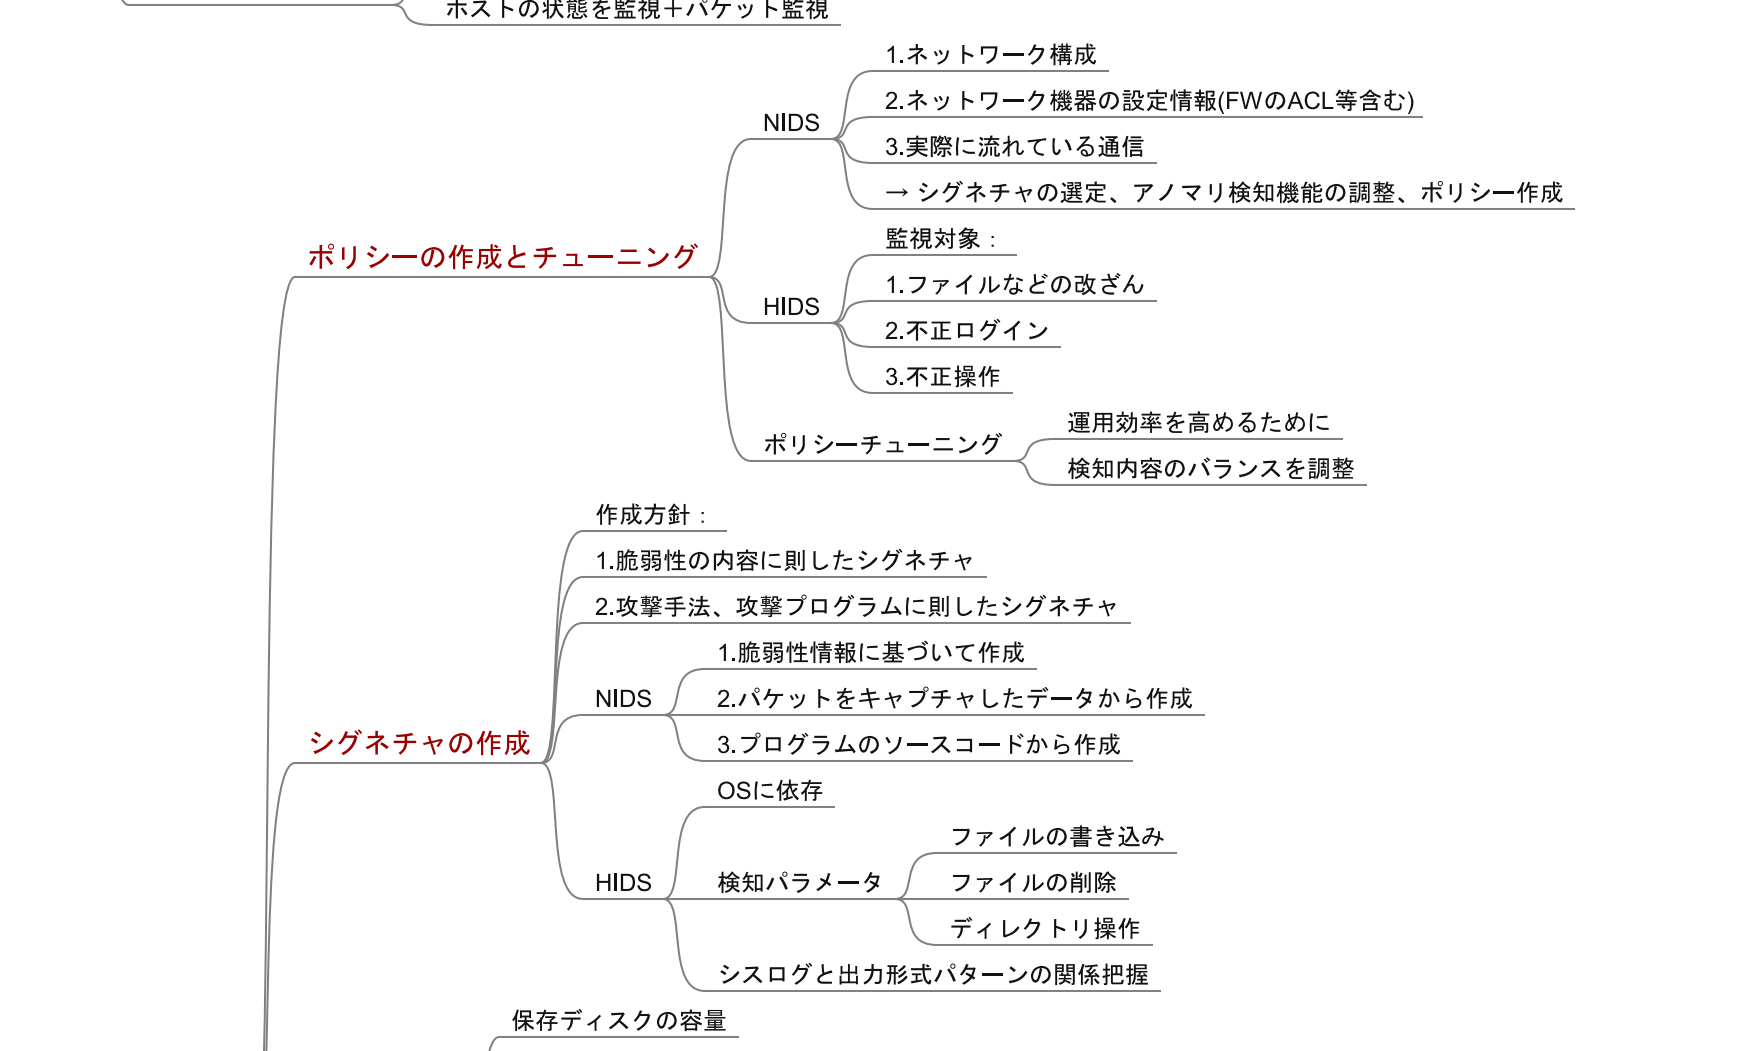 ホストの状態を監視＋パケット監視
1.ネットワーク構成
2.ネットワーク機器の設定情報(FWのACL等含む)
NIDS
3.実際に流れている通信
→ シグネチャの選定、アノマリ検知機能の調整、ポリシー作成
ポリシーの作成とチューニング
監視対象：
1.ファイルなどの改ざん
HIDS
2.不正ログイン
3.不正操作
運用効率を高めるために
ポリシーチューニング
検知内容のバランスを調整
作成方針：
1.脆弱性の内容に則したシグネチャ
2.攻撃手法、攻撃プログラムに則したシグネチャ
1.脆弱性情報に基づいて作成
NIDS
2.パケットをキャプチャしたデータから作成
3.プログラムのソースコードから作成
シグネチャの作成
OSに依存
ファイルの書き込み
HIDS
検知パラメータ
ファイルの削除
ディレクトリ操作
シスログと出力形式パターンの関係把握
保存ディスクの容量